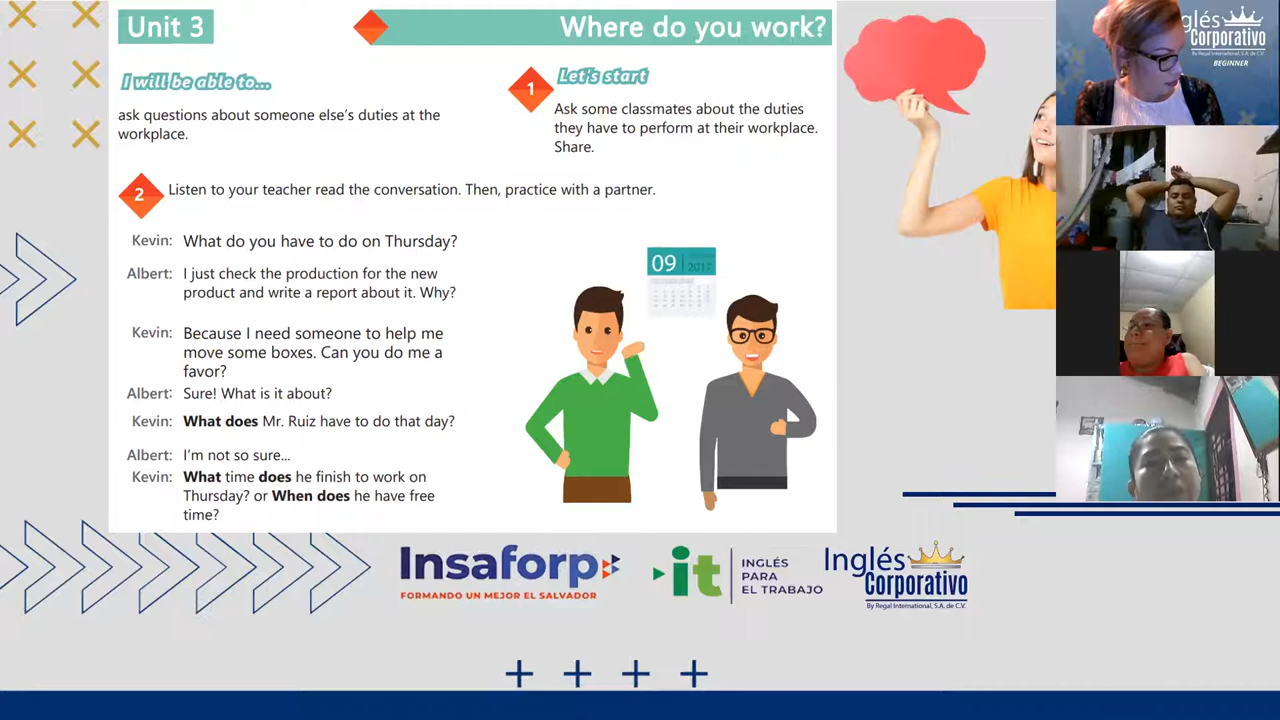 Unit 3
Where do you work?
I will be able to...
ask questions about someone else's duties at the
workplace.
1
Let's start
Ask some classmates about the duties
they have to perform at their workplace.
Share.
2
Listen to your teacher read the conversation. Then, practice with a partner.
Kevin: What do you have to do on Thursday?
Albert: I just check the production for the new
product and write a report about it. Why?
Kevin: Because I need someone to help me
move some boxes. Can you do me a
favor?
Albert: Sure! What is it about?
Kevin: What does Mr. Ruiz have to do that day?
Albert: I'm not so sure...
Kevin: What time does he finish to work on
Thursday? or When does he have free
time?
09 2017
glés
Corporativo
By Regal International, S.A. de C.V.
BEGINNER
Insaforp
FORMANDO UN MEJOR EL SALVADOR
it
INGLÉS
PARA
EL TRABAJO
Inglés
Corporativo
By Regal International, S.A. de C.V.